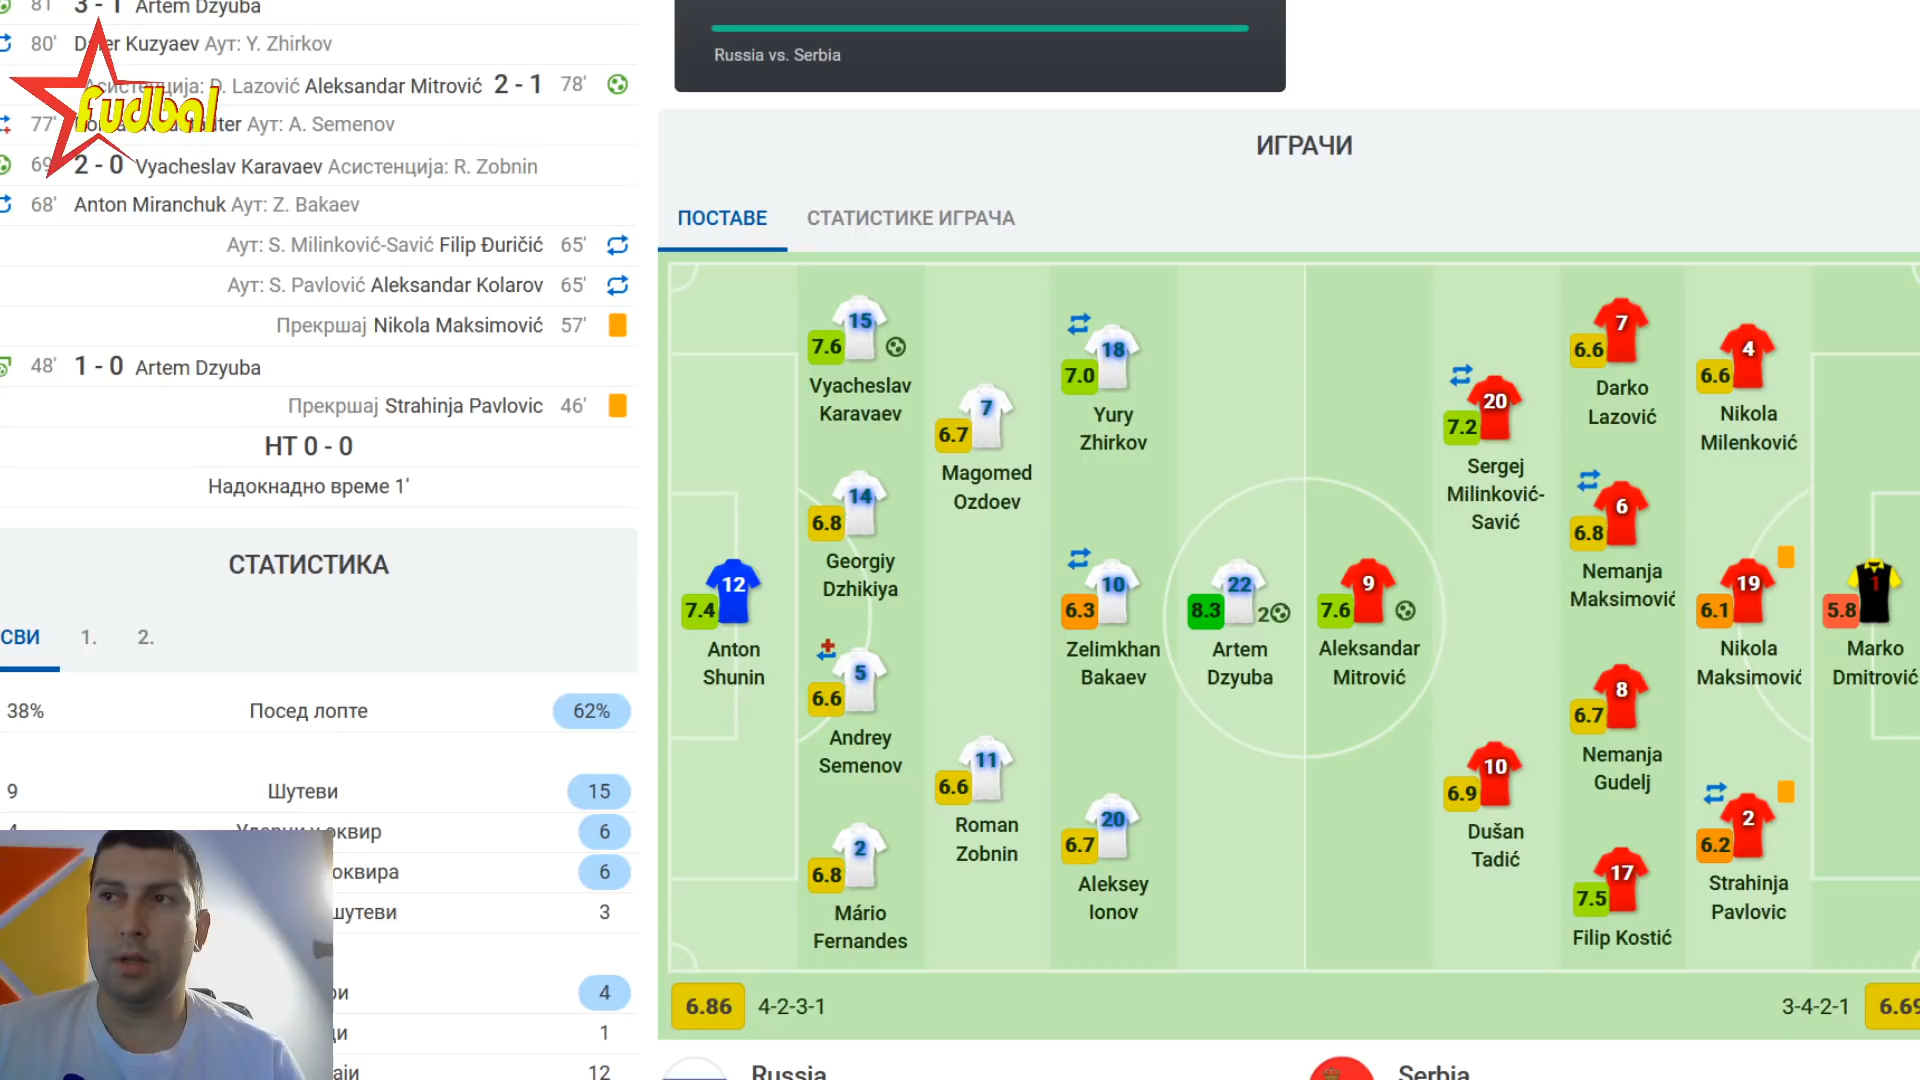 81' 3 - 1 Artem Dzyuba
80' Daler Kuzyaev Аут: Y. Zhirkov
Асистенција: D. Lazović Aleksandar Mitrović 2 - 1 78'
fudbal
77' Аут: A. Semenov
69' 2 - 0 Vyacheslav Karavaev Асистенција: R. Zobnin
68' Anton Miranchuk Аут: Z. Bakaev
Аут: S. Milinković-Savić Filip Đuričić 65'
Аут: S. Pavlović Aleksandar Kolarov 65'
Прекршај Nikola Maksimović 57'
48' 1 - 0 Artem Dzyuba
Прекршај Strahinja Pavlovic 46'
HT 0 - 0
Надокнадно време 1'
СТАТИСТИКА
СВИ 1. 2.
38% Посед лопте 62%
9 Шутеви 15
оквир 6
оквира 6
шутеви 3
4
1
12
Russia vs. Serbia
ИГРАЧИ
ПОСТАВЕ СТАТИСТИКЕ ИГРАЧА
12 7.4
Anton
Shunin
15 7.6
Vyacheslav
Karavaev
14 6.8
Georgiy
Dzhikiya
5 6.6
Andrey
Semenov
2 6.8
Mário
Fernandes
7 6.7
Magomed
Ozdoev
11 6.6
Roman
Zobnin
18 7.0
Yury
Zhirkov
10 6.3
Zelimkhan
Bakaev
20 6.7
Aleksey
Ionov
22 8.3 2
Artem
Dzyuba
9 7.6
Aleksandar
Mitrović
20 7.2
Sergej
Milinković-
Savić
10 6.9
Dušan
Tadić
7 6.6
Darko
Lazović
6 6.8
Nemanja
Maksimović
8 6.7
Nemanja
Gudelj
17 7.5
Filip Kostić
4 6.6
Nikola
Milenković
19 6.1
Nikola
Maksimović
2 6.2
Strahinja
Pavlovic
1 5.8
Marko
Dmitrović
6.86 4-2-3-1
3-4-2-1 6.69
Russia
Serbia